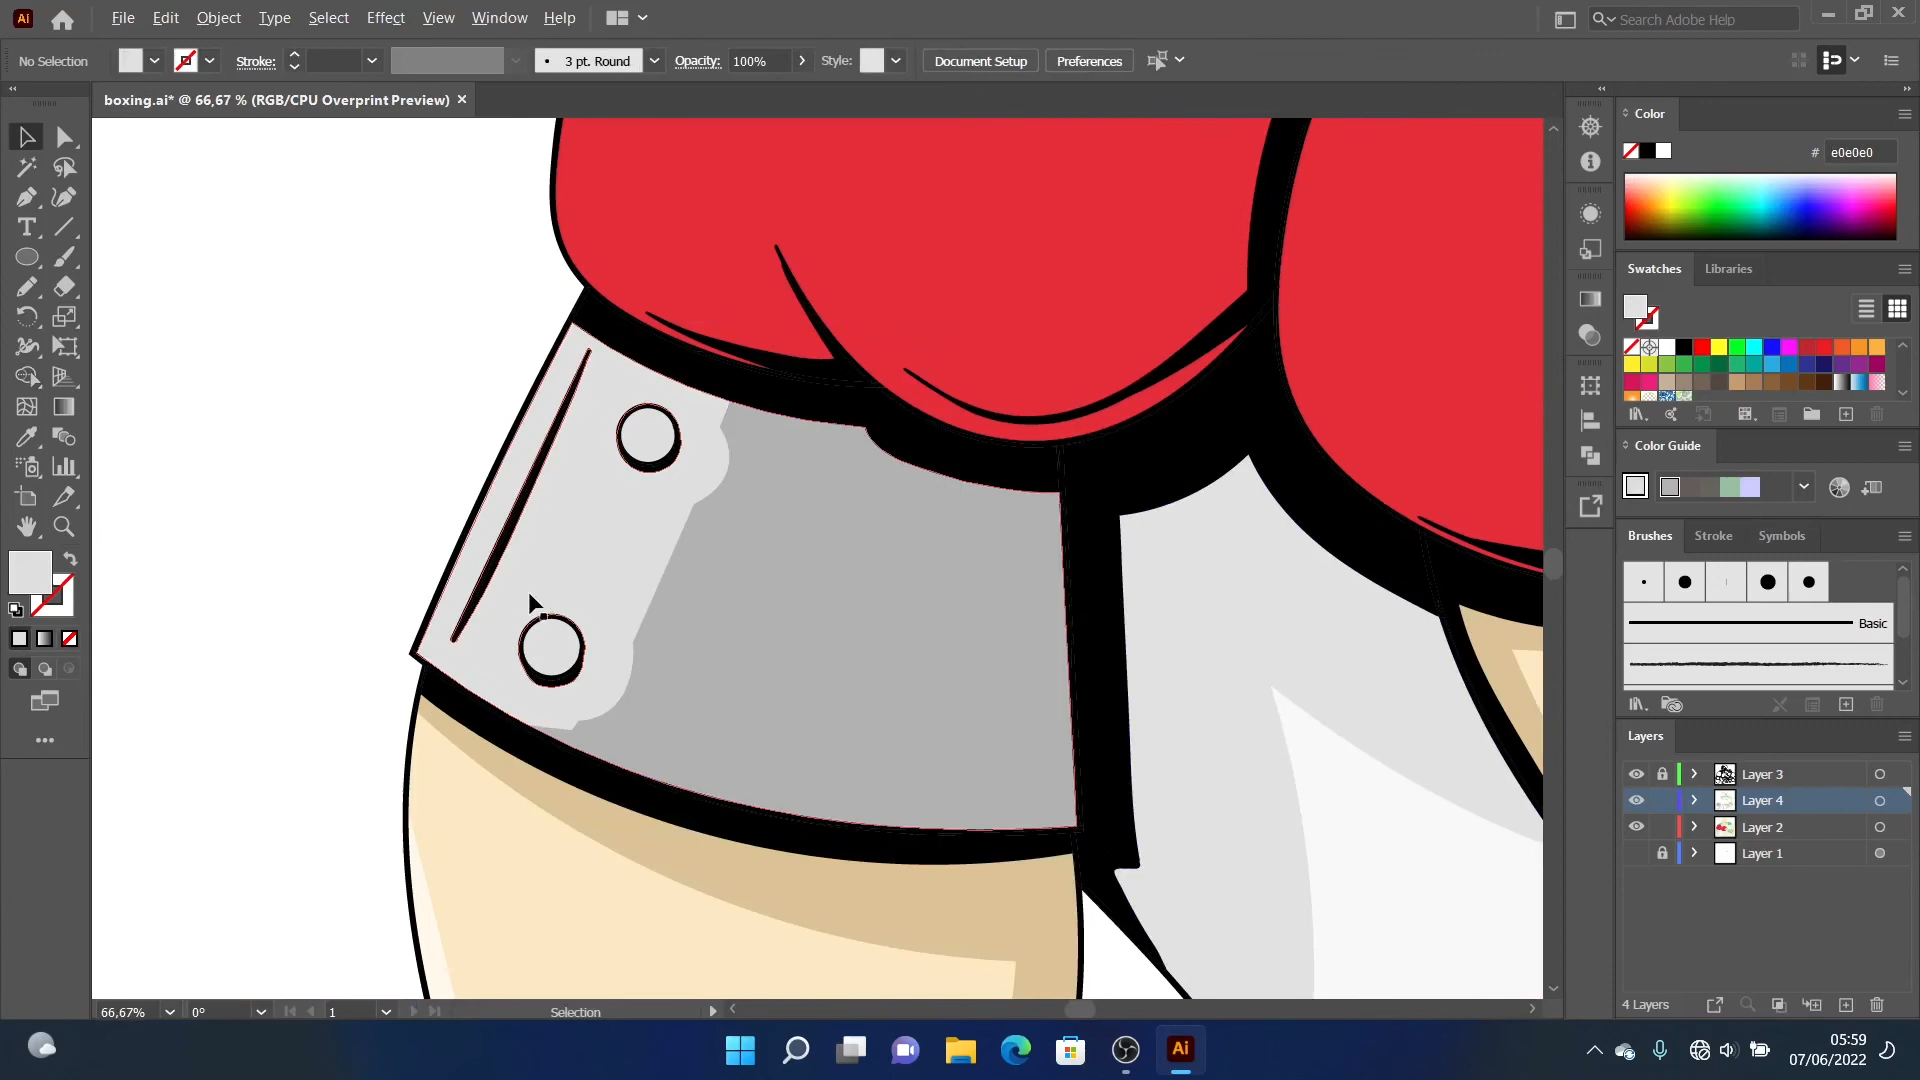 Ai File Edit Object Type Select Effect View Window Help Search Adobe Help
No Selection Stroke: 3 pt. Round Opacity: 100% Style: Document Setup Preferences
boxing.ai* @ 66,67 % (RGB/CPU Overprint Preview)
Color
# e0e0e0
Swatches Libraries
Color Guide
Brushes Stroke Symbols
Basic
Layers
Layer 3
Layer 4
Layer 2
Layer 1
4 Layers
66,67% 0° 1 Selection
Ai
05:59
07/06/2022